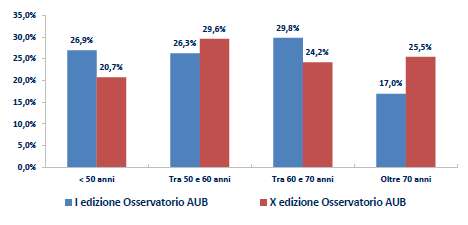 35,0%
30,0%
25,0%
20,0%
15,0%
10,0%
5,0%
0,0%
26,9%
20,7%
26,3%
29,6%
29,8%
24,2%
17,0%
25,5%
< 50 anni
Tra 50 e 60 anni
Tra 60 e 70 anni
Oltre 70 anni
I edizione Osservatorio AUB
X edizione Osservatorio AUB